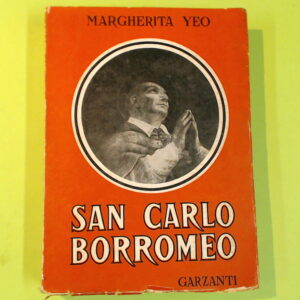 MARGHERITA YEO
SAN CARLO
BORROMEO
GARZANTI